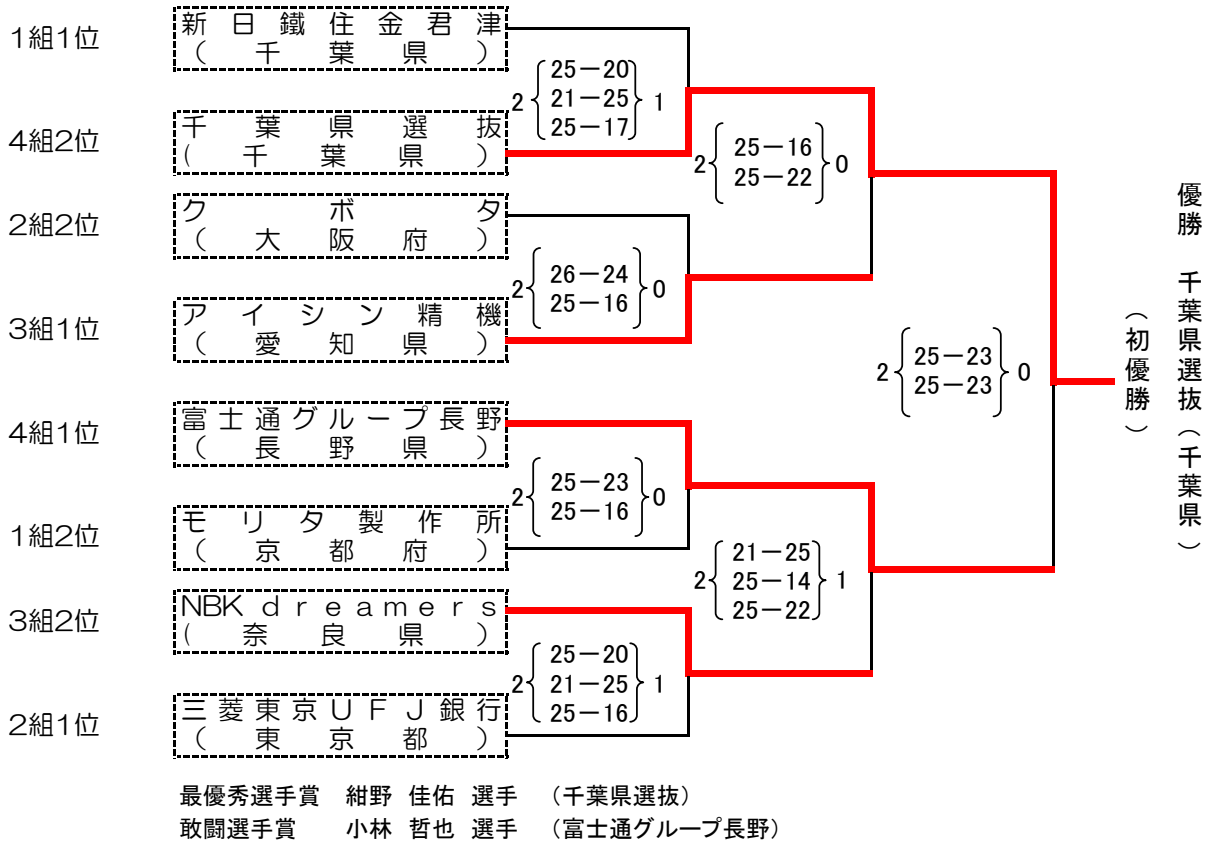 1組1位
新日鐵住金君津
(千葉県)
2 25-20 1
21-25
25-17
4組2位
千葉県選抜
(千葉県)
2 25-16 0
25-22
2組2位
クボタ
(大阪府)
2 26-24 0
25-16
3組1位
アイシン精機
(愛知県)
2 25-23 0
25-23
4組1位
富士通グループ長野
(長野県)
2 25-23 0
25-16
1組2位
モリタ製作所
(京都府)
2 21-25 1
25-14
25-22
3組2位
NBK dreamers
(奈良県)
2 25-20 1
21-25
25-16
2組1位
三菱東京UFJ銀行
(東京都)
優勝 千葉県選抜(千葉県)
(初優勝)
最優秀選手賞 紺野 佳佑 選手 (千葉県選抜)
敢闘選手賞 小林 哲也 選手 (富士通グループ長野)